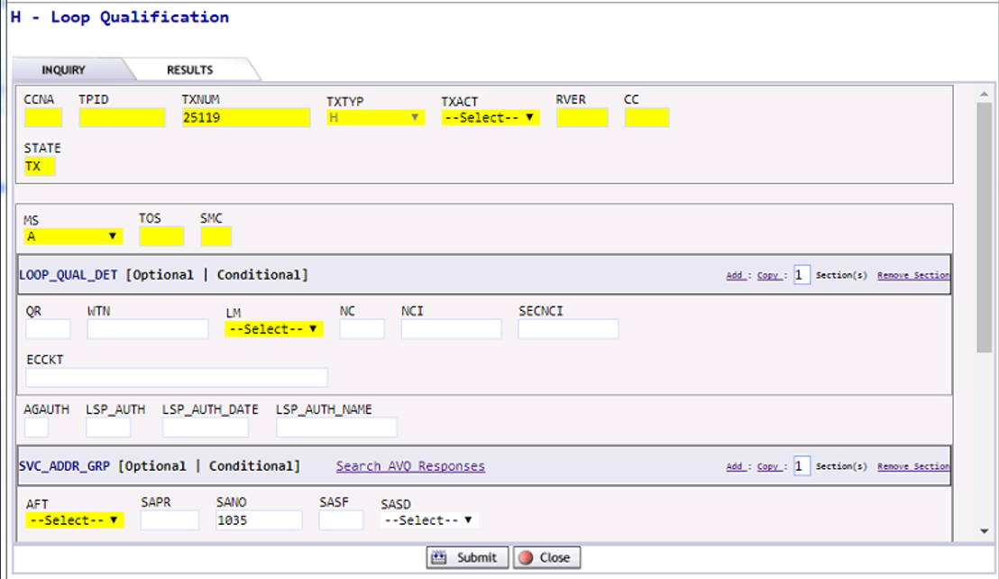 H - Loop Qualification
INQUIRY RESULTS
CCNA TPID TXNUM TXTYP TXACT RVER CC
25119 H --Select--
STATE
TX
MS TOS SMC
A
LOOP_QUAL_DET [Optional | Conditional] Add : Copy : 1 Section(s) Remove Section
QR WTN LM NC NCI SECNCI
--Select--
ECCKT
AGAUTH LSP_AUTH LSP_AUTH_DATE LSP_AUTH_NAME
SVC_ADDR_GRP [Optional | Conditional] Search AVQ Responses Add : Copy : 1 Section(s) Remove Section
AFT SAPR SANO SASF SASD
--Select-- 1035 --Select--
Submit Close